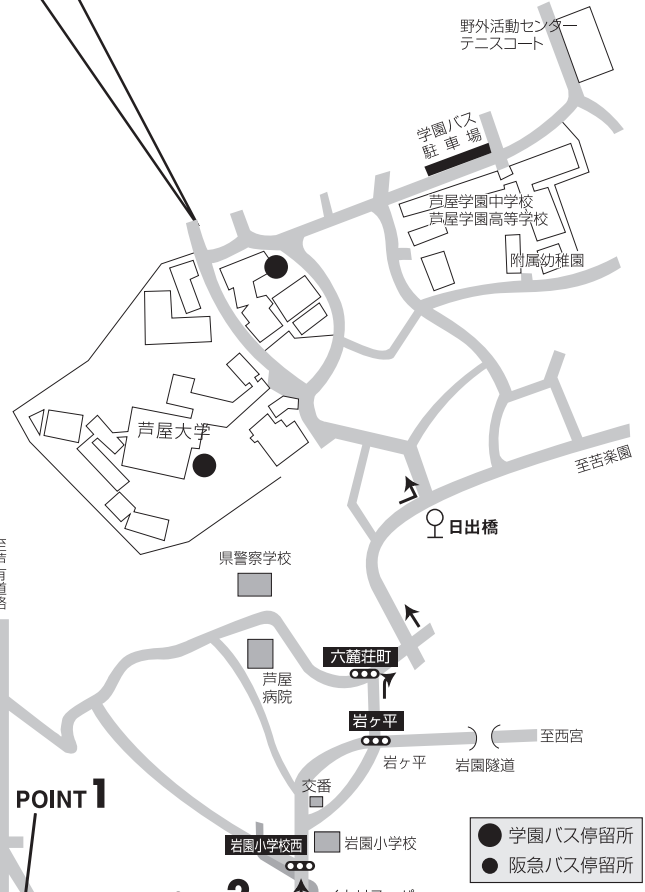 野外活動センター
テニスコート
学園バス
駐車場
芦屋学園中学校
芦屋学園高等学校
附属幼稚園
芦屋大学
至苦楽園
日出橋
県警察学校
芦屋
病院
六麓荘町
岩ヶ平
岩ヶ平
岩園隧道
至西宮
交番
POINT 1
岩園小学校西
岩園小学校
学園バス停留所
阪急バス停留所
2